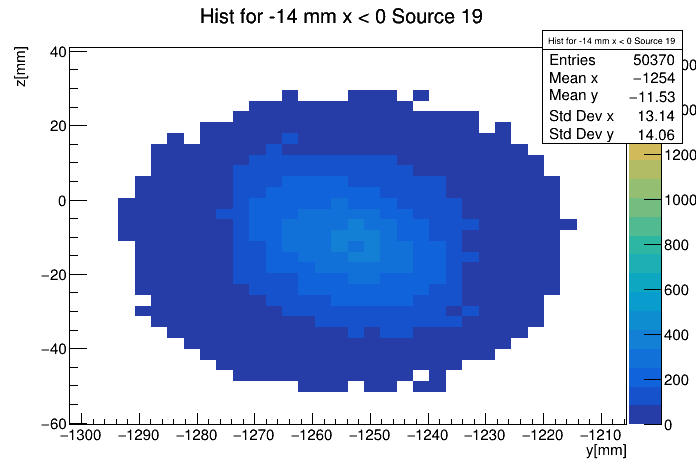 Hist for -14 mm x < 0 Source 19
Hist for -14 mm x < 0 Source 19
Entries 50370
Mean x −1254
Mean y −11.53
Std Dev x 13.14
Std Dev y 14.06
z[mm]
40
20
0
−20
−40
−60
−1300 −1290 −1280 −1270 −1260 −1250 −1240 −1230 −1220 −1210
y[mm]
1200
1000
800
600
400
200
0